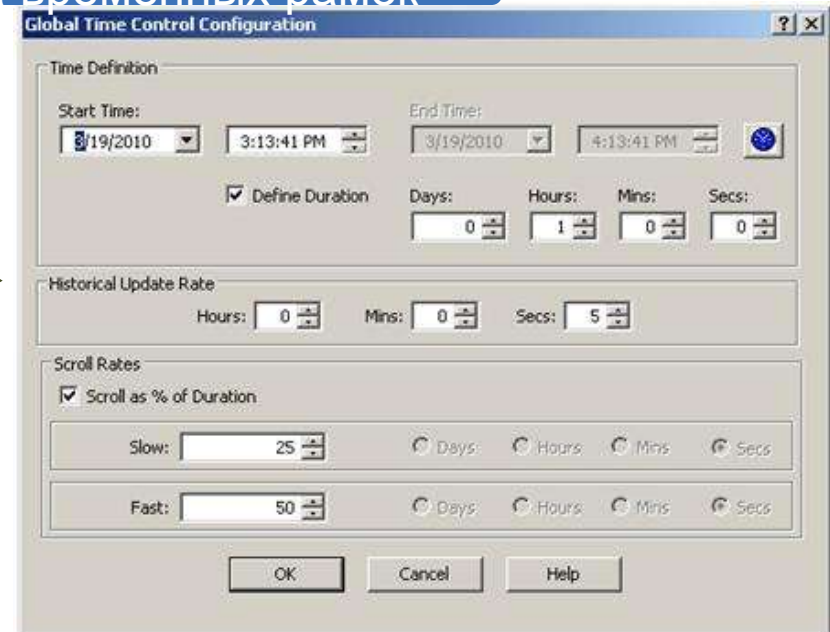 временных рамок
Global Time Control Configuration
Time Definition
Start Time: End Time:
3/19/2010 3:13:41 PM 3/19/2010 4:13:41 PM
Define Duration Days: Hours: Mins: Secs:
0 1 0 0
Historical Update Rate
Hours: 0 Mins: 0 Secs: 5
Scroll Rates
Scroll as % of Duration
Slow: 25 Days Hours Mins Secs
Fast: 50 Days Hours Mins Secs
OK Cancel Help